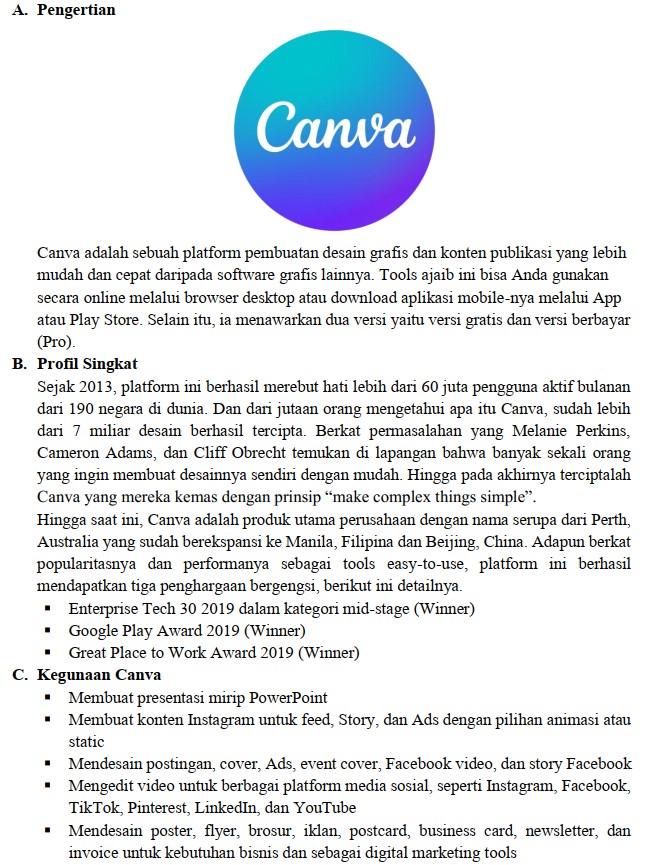 A. Pengertian
Canva
Canva adalah sebuah platform pembuatan desain grafis dan konten publikasi yang lebih
mudah dan cepat daripada software grafis lainnya. Tools ajaib ini bisa Anda gunakan
secara online melalui browser desktop atau download aplikasi mobile-nya melalui App
atau Play Store. Selain itu, ia menawarkan dua versi yaitu versi gratis dan versi berbayar
(Pro).
B. Profil Singkat
Sejak 2013, platform ini berhasil merebut hati lebih dari 60 juta pengguna aktif bulanan
dari 190 negara di dunia. Dan dari jutaan orang mengetahui apa itu Canva, sudah lebih
dari 7 miliar desain berhasil tercipta. Berkat permasalahan yang Melanie Perkins,
Cameron Adams, dan Cliff Obrecht temukan di lapangan bahwa banyak sekali orang
yang ingin membuat desainnya sendiri dengan mudah. Hingga pada akhirnya terciptalah
Canva yang mereka kemas dengan prinsip “make complex things simple”.
Hingga saat ini, Canva adalah produk utama perusahaan dengan nama serupa dari Perth,
Australia yang sudah berekspansi ke Manila, Filipina dan Beijing, China. Adapun berkat
popularitasnya dan performanya sebagai tools easy-to-use, platform ini berhasil
mendapatkan tiga penghargaan bergengsi, berikut ini detailnya.
▪ Enterprise Tech 30 2019 dalam kategori mid-stage (Winner)
▪ Google Play Award 2019 (Winner)
▪ Great Place to Work Award 2019 (Winner)
C. Kegunaan Canva
▪ Membuat presentasi mirip PowerPoint
▪ Membuat konten Instagram untuk feed, Story, dan Ads dengan pilihan animasi atau
static
▪ Mendesain postingan, cover, Ads, event cover, Facebook video, dan story Facebook
▪ Mengedit video untuk berbagai platform media sosial, seperti Instagram, Facebook,
TikTok, Pinterest, LinkedIn, dan YouTube
▪ Mendesain poster, flyer, brosur, iklan, postcard, business card, newsletter, dan
invoice untuk kebutuhan bisnis dan sebagai digital marketing tools